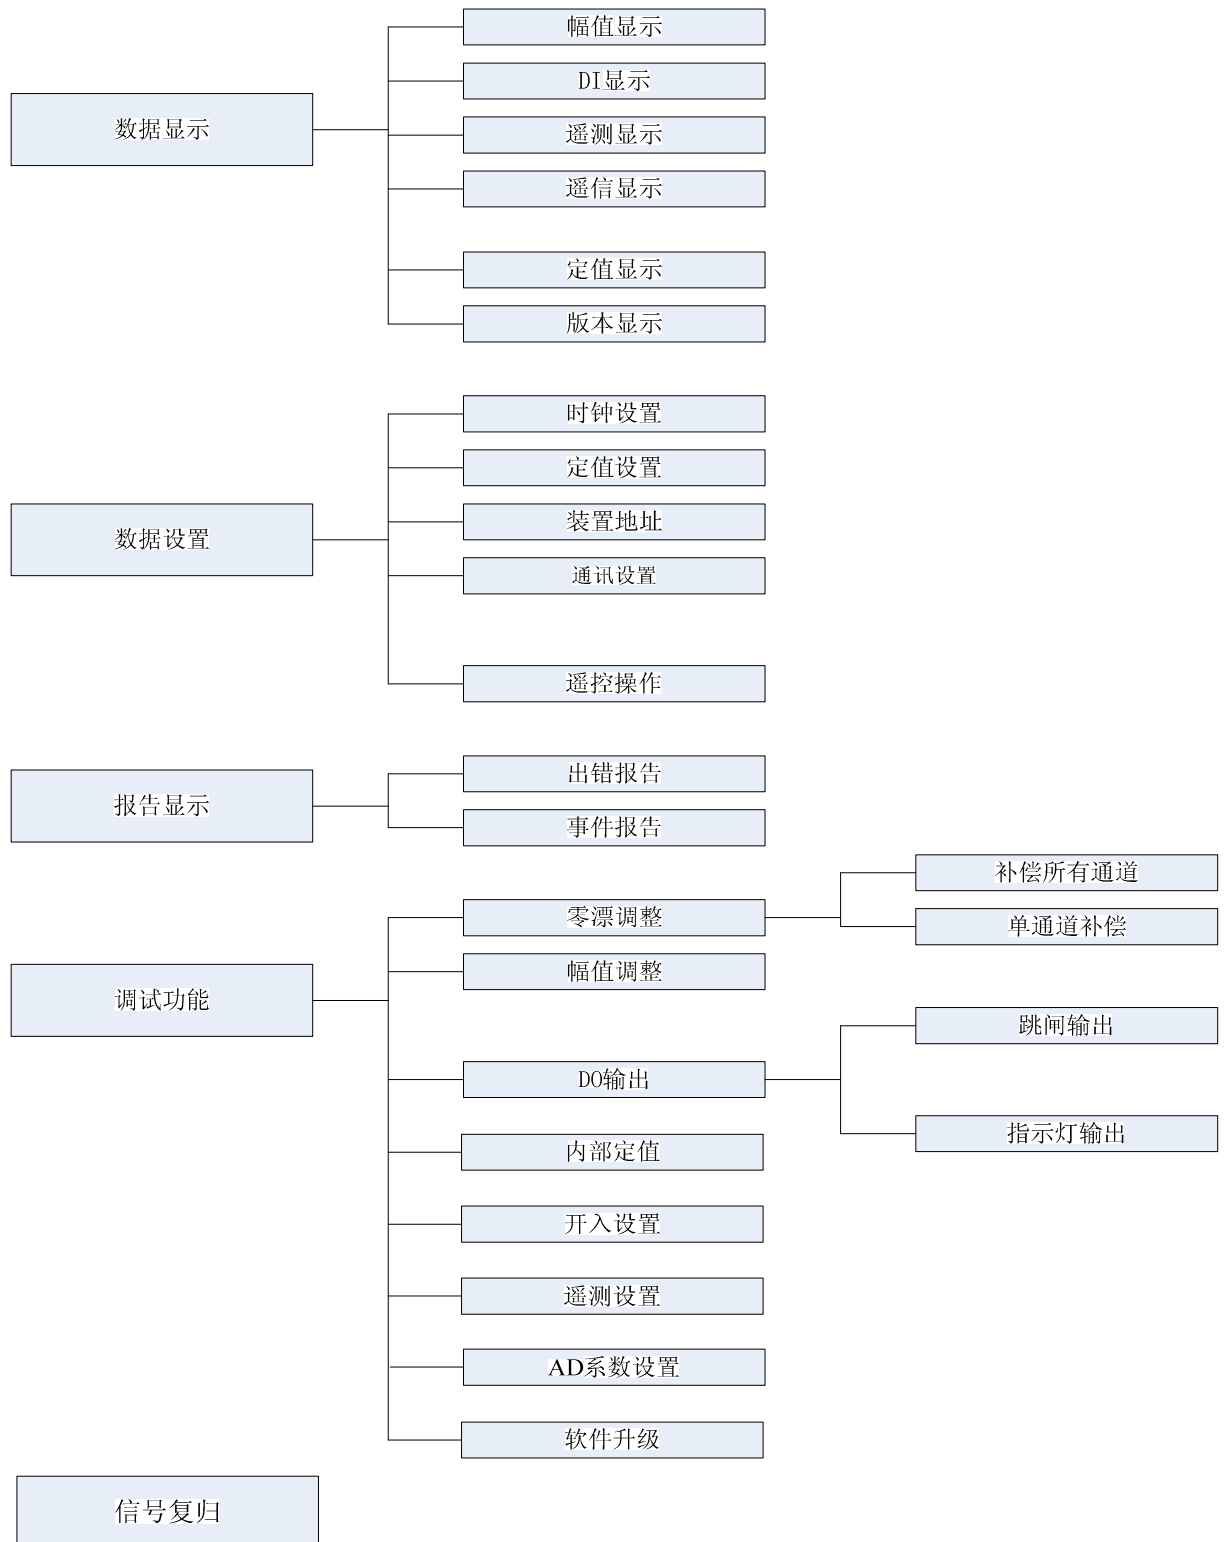 数据显示
幅值显示
DI显示
遥测显示
遥信显示
定值显示
版本显示
数据设置
时钟设置
定值设置
装置地址
通讯设置
遥控操作
报告显示
出错报告
事件报告
调试功能
零漂调整
补偿所有通道
单通道补偿
幅值调整
DO输出
跳闸输出
指示灯输出
内部定值
开入设置
遥测设置
AD系数设置
软件升级
信号复归